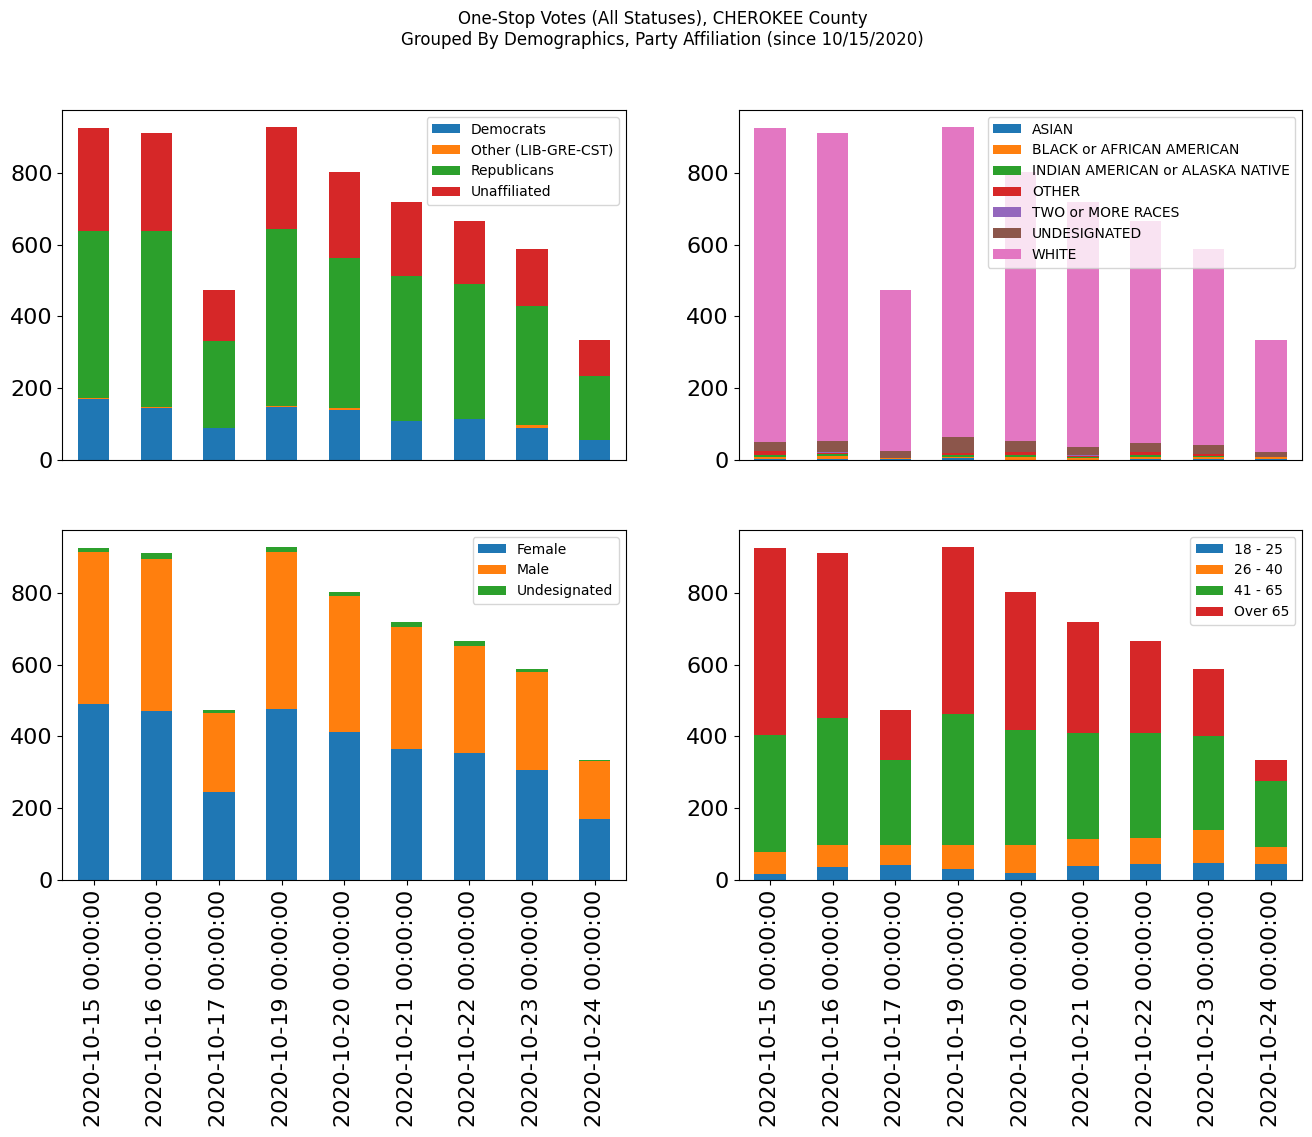 One-Stop Votes (All Statuses), CHEROKEE County
Grouped By Demographics, Party Affiliation (since 10/15/2020)
800
600
400
200
0
Democrats
Other (LIB-GRE-CST)
Republicans
Unaffiliated
800
600
400
200
0
ASIAN
BLACK or AFRICAN AMERICAN
INDIAN AMERICAN or ALASKA NATIVE
OTHER
TWO or MORE RACES
UNDESIGNATED
WHITE
800
600
400
200
0
Female
Male
Undesignated
2020-10-15 00:00:00
2020-10-16 00:00:00
2020-10-17 00:00:00
2020-10-19 00:00:00
2020-10-20 00:00:00
2020-10-21 00:00:00
2020-10-22 00:00:00
2020-10-23 00:00:00
2020-10-24 00:00:00
800
600
400
200
0
18 - 25
26 - 40
41 - 65
Over 65
2020-10-15 00:00:00
2020-10-16 00:00:00
2020-10-17 00:00:00
2020-10-19 00:00:00
2020-10-20 00:00:00
2020-10-21 00:00:00
2020-10-22 00:00:00
2020-10-23 00:00:00
2020-10-24 00:00:00